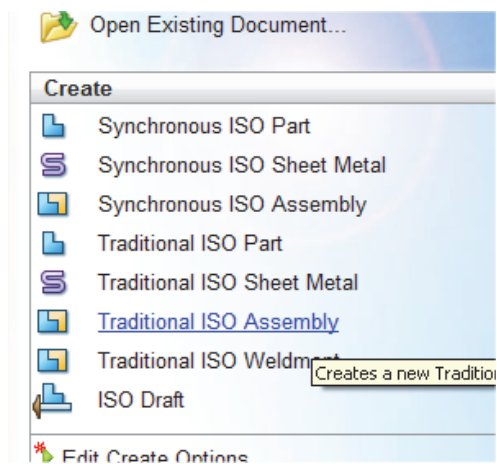 Open Existing Document...
Create
Synchronous ISO Part
Synchronous ISO Sheet Metal
Synchronous ISO Assembly
Traditional ISO Part
Traditional ISO Sheet Metal
Traditional ISO Assembly
Traditional ISO Weldment
Creates a new Traditio
ISO Draft
Edit Create Options